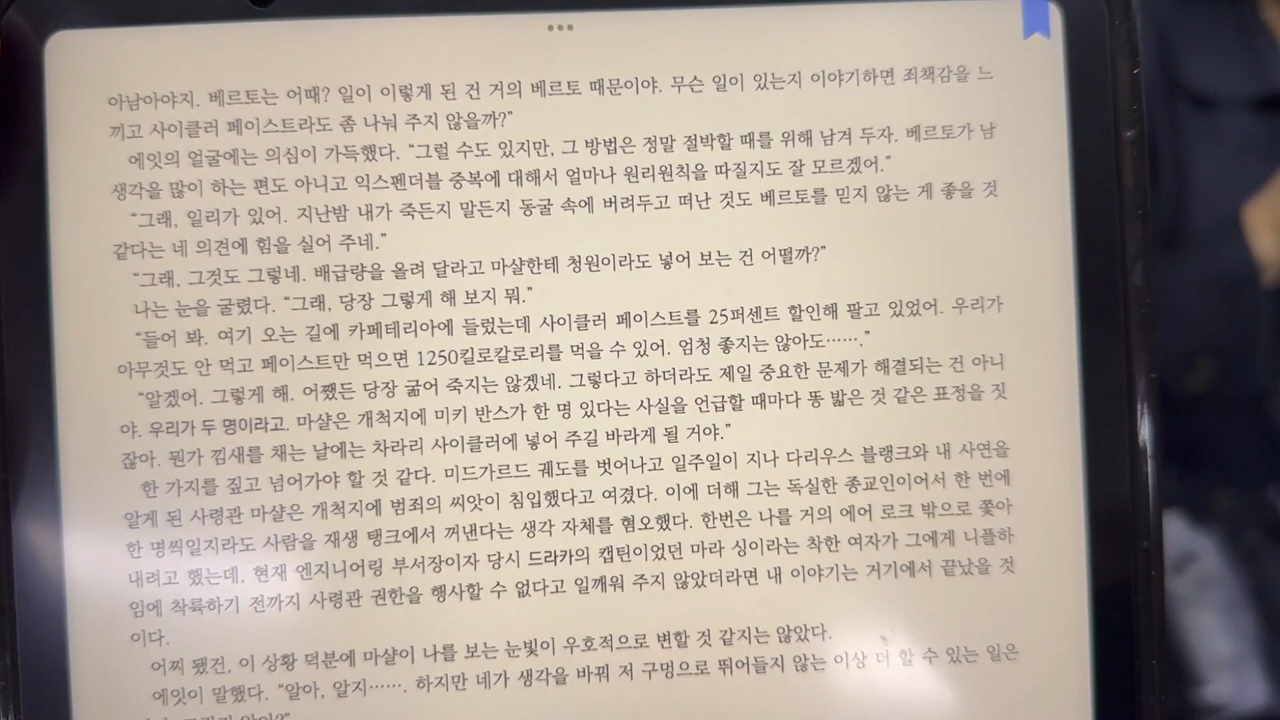 아남아야지. 베르토는 어때? 일이 이렇게 된 건 거의 베르토 때문이야. 무슨 일이 있는지 이야기하면 죄책감을 느
끼고 사이클러 페이스트라도 좀 나눠 주지 않을까?”
에잇의 얼굴에는 의심이 가득했다. “그럴 수도 있지만, 그 방법은 정말 절박할 때를 위해 남겨 두자. 베르토가 남
생각을 많이 하는 편도 아니고 익스펜더블 중복에 대해서 얼마나 원리원칙을 따질지도 잘 모르겠어.”
“그래, 일리가 있어. 지난밤 내가 죽든지 말든지 동굴 속에 버려두고 떠난 것도 베르토를 믿지 않는 게 좋을 것
같다는 네 의견에 힘을 실어 주네.”
“그래, 그것도 그렇네. 배급량을 올려 달라고 마샬한테 청원이라도 넣어 보는 건 어떨까?”
나는 눈을 굴렸다. “그래, 당장 그렇게 해 보지 뭐.”
“들어 봐. 여기 오는 길에 카페테리아에 들렀는데 사이클러 페이스트를 25퍼센트 할인해 팔고 있었어. 우리가
아무것도 안 먹고 페이스트만 먹으면 1250킬로칼로리를 먹을 수 있어. 엄청 좋지는 않아도…….”
“알겠어. 그렇게 해. 어쨌든 당장 굶어 죽지는 않겠네. 그렇다고 하더라도 제일 중요한 문제가 해결되는 건 아니
야. 우리가 두 명이라고. 마샬은 개척지에 미키 반스가 한 명 있다는 사실을 언급할 때마다 똥 밟은 것 같은 표정을 짓
잖아. 뭔가 낌새를 채는 날에는 차라리 사이클러에 넣어 주길 바라게 될 거야.”
한 가지를 짚고 넘어가야 할 것 같다. 미드가르드 궤도를 벗어나고 일주일이 지나 다리우스 블랭크와 내 사연을
알게 된 사령관 마샬은 개척지에 범죄의 씨앗이 침입했다고 여겼다. 이에 더해 그는 독실한 종교인이어서 한 번에
한 명씩일지라도 사람을 재생 탱크에서 꺼낸다는 생각 자체를 혐오했다. 한번은 나를 거의 에어 로크 밖으로 쫓아
내려고 했는데, 현재 엔지니어링 부서장이자 당시 드라카의 캡틴이었던 마라 싱이라는 착한 여자가 그에게 니플하
임에 착륙하기 전까지 사령관 권한을 행사할 수 없다고 일깨워 주지 않았더라면 내 이야기는 거기에서 끝났을 것
이다.
어찌 됐건, 이 상황 덕분에 마샬이 나를 보는 눈빛이 우호적으로 변할 것 같지는 않았다.
에잇이 말했다. “알아, 알지……. 하지만 네가 생각을 바꿔 저 구멍으로 뛰어들지 않는 이상 더 할 수 있는 일은